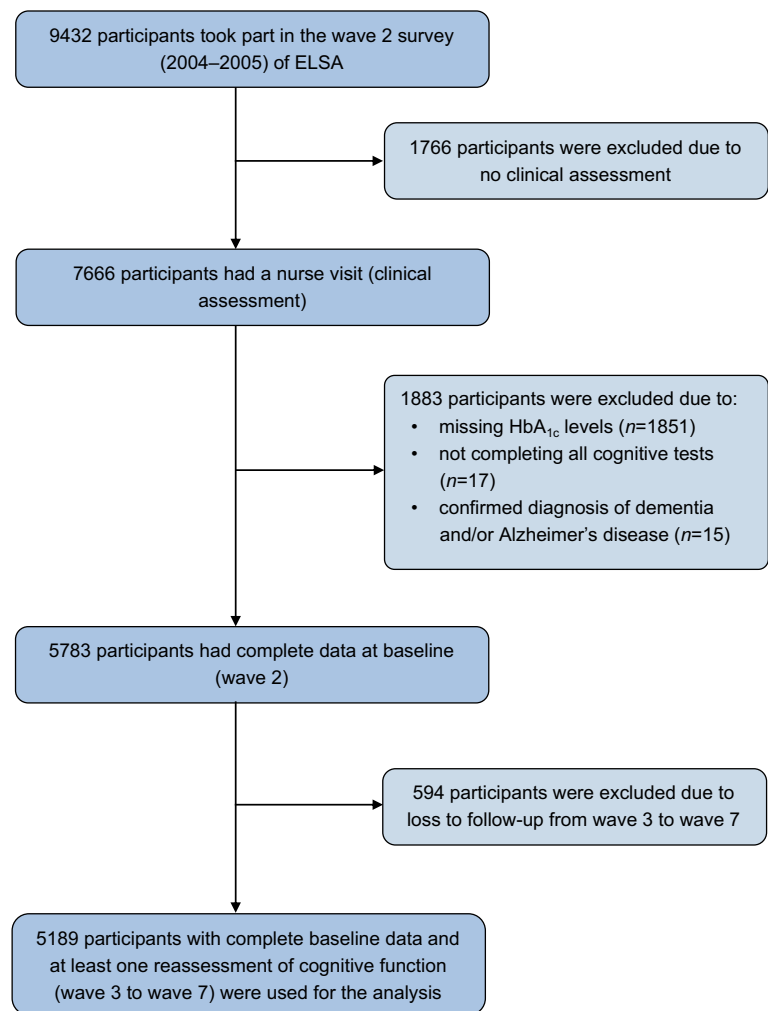 9432 participants took part in the wave 2 survey
(2004–2005) of ELSA
1766 participants were excluded due to
no clinical assessment
7666 participants had a nurse visit (clinical
assessment)
1883 participants were excluded due to:
• missing HbA1c levels (n=1851)
• not completing all cognitive tests
(n=17)
• confirmed diagnosis of dementia
and/or Alzheimer’s disease (n=15)
5783 participants had complete data at baseline
(wave 2)
594 participants were excluded due to
loss to follow-up from wave 3 to wave 7
5189 participants with complete baseline data and
at least one reassessment of cognitive function
(wave 3 to wave 7) were used for the analysis